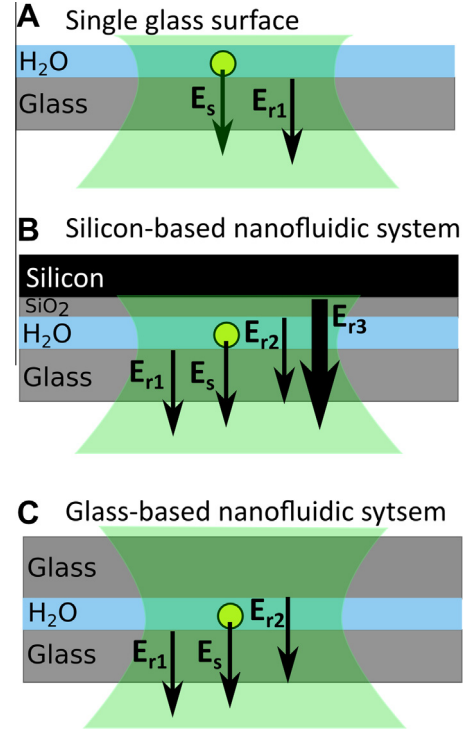 A Single glass surface
H₂O
Glass
Es
Er1
B Silicon-based nanofluidic system
Silicon
SiO₂
H₂O
Er2
Er3
Glass
Er1
Es
C Glass-based nanofluidic sytsem
Glass
H₂O
Er2
Glass
Er1
Es